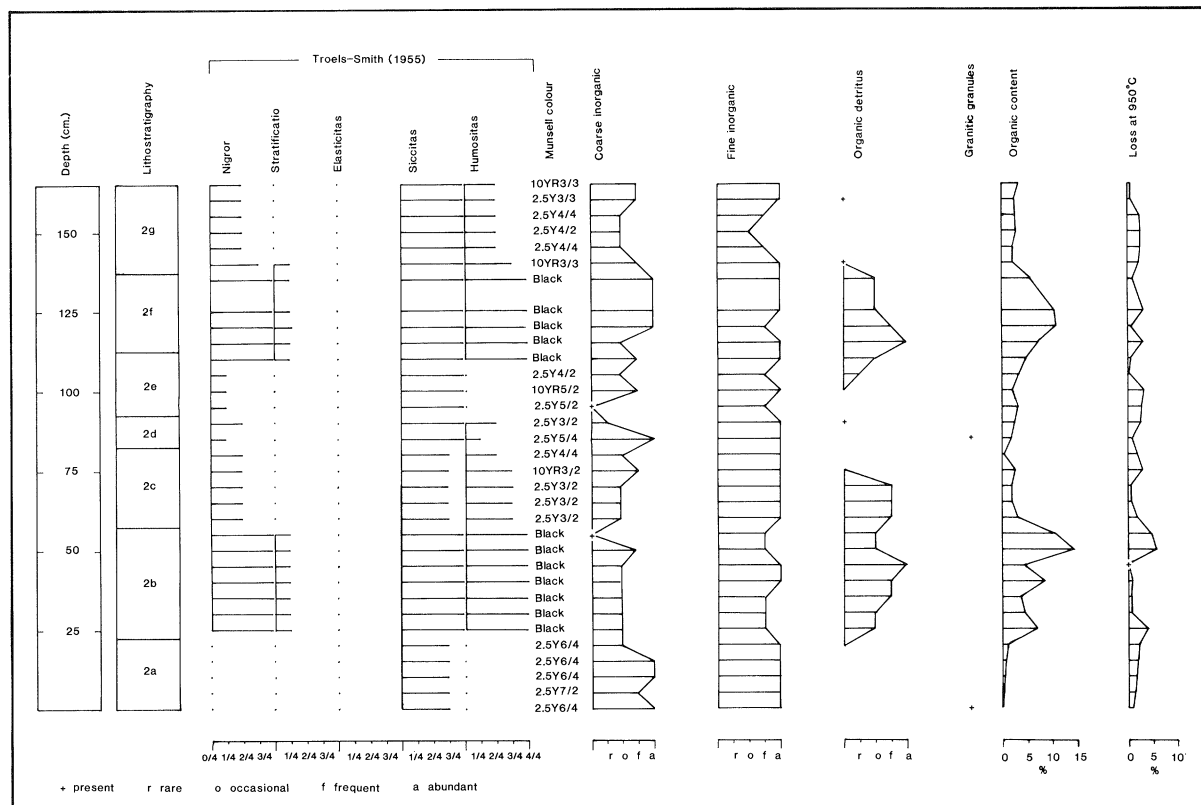 Troels-Smith (1955)
Depth (cm.)
Lithostratigraphy
Nigror
Stratificatio
Elasticitas
Siccitas
Humositas
Munsell colour
Coarse inorganic
Fine inorganic
Organic detritus
Granitic granules
Organic content
Loss at 950°C
10YR3/3
2.5Y3/3
2.5Y4/4
150
2g
2.5Y4/2
2.5Y4/4
10YR3/3
Black
125
2f
Black
Black
Black
Black
2.5Y4/2
100
2e
10YR5/2
2.5Y5/2
2.5Y3/2
2d
2.5Y5/4
2.5Y4/4
75
10YR3/2
2c
2.5Y3/2
2.5Y3/2
2.5Y3/2
Black
50
Black
Black
2b
Black
Black
Black
25
Black
2.5Y6/4
2.5Y6/4
2a
2.5Y6/4
2.5Y7/2
2.5Y6/4
0/4 1/4 2/4 3/4 1/4 2/4 3/4 1/4 2/4 3/4 1/4 2/4 3/4 1/4 2/4 3/4 4/4
r o f a
r o f a
r o f a
0 5 10 15
%
0 5 10
%
+ present r rare o occasional f frequent a abundant